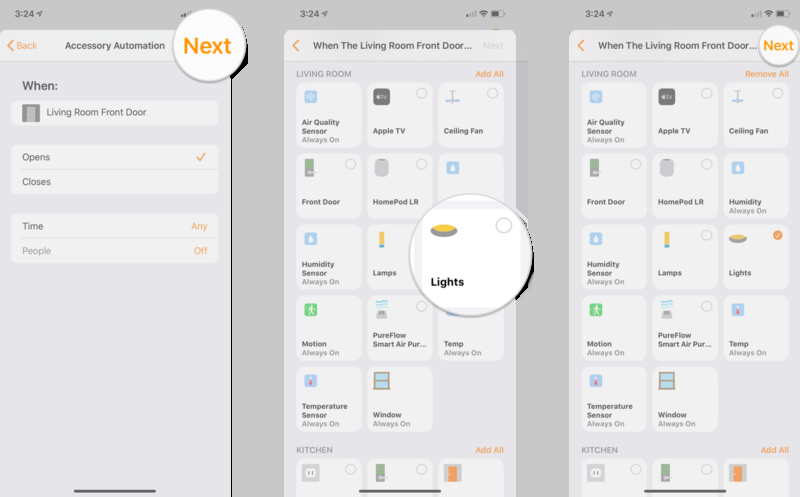 3:24
Back
Accessory Automation
Next
When:
Living Room Front Door
Opens
Closes
Time
Any
People
Off
3:24
When The Living Room Front Door...
Next
LIVING ROOM
Add All
Air Quality
Sensor
Always On
Apple TV
Ceiling Fan
Front Door
HomePod LR
Humidity
Sensor
Always On
Lamps
Lights
Motion
Always On
PureFlow
Smart Air Pur...
Temp
Always On
Temperature
Sensor
Always On
Window
Always On
KITCHEN
Add All
3:24
When The Living Room Front Door...
Next
LIVING ROOM
Remove All
Air Quality
Sensor
Always On
Apple TV
Ceiling Fan
Front Door
HomePod LR
Humidity
Always On
Humidity
Sensor
Always On
Lamps
Lights
Motion
Always On
PureFlow
Smart Air Pur...
Temp
Always On
Temperature
Sensor
Always On
Window
Always On
KITCHEN
Add All